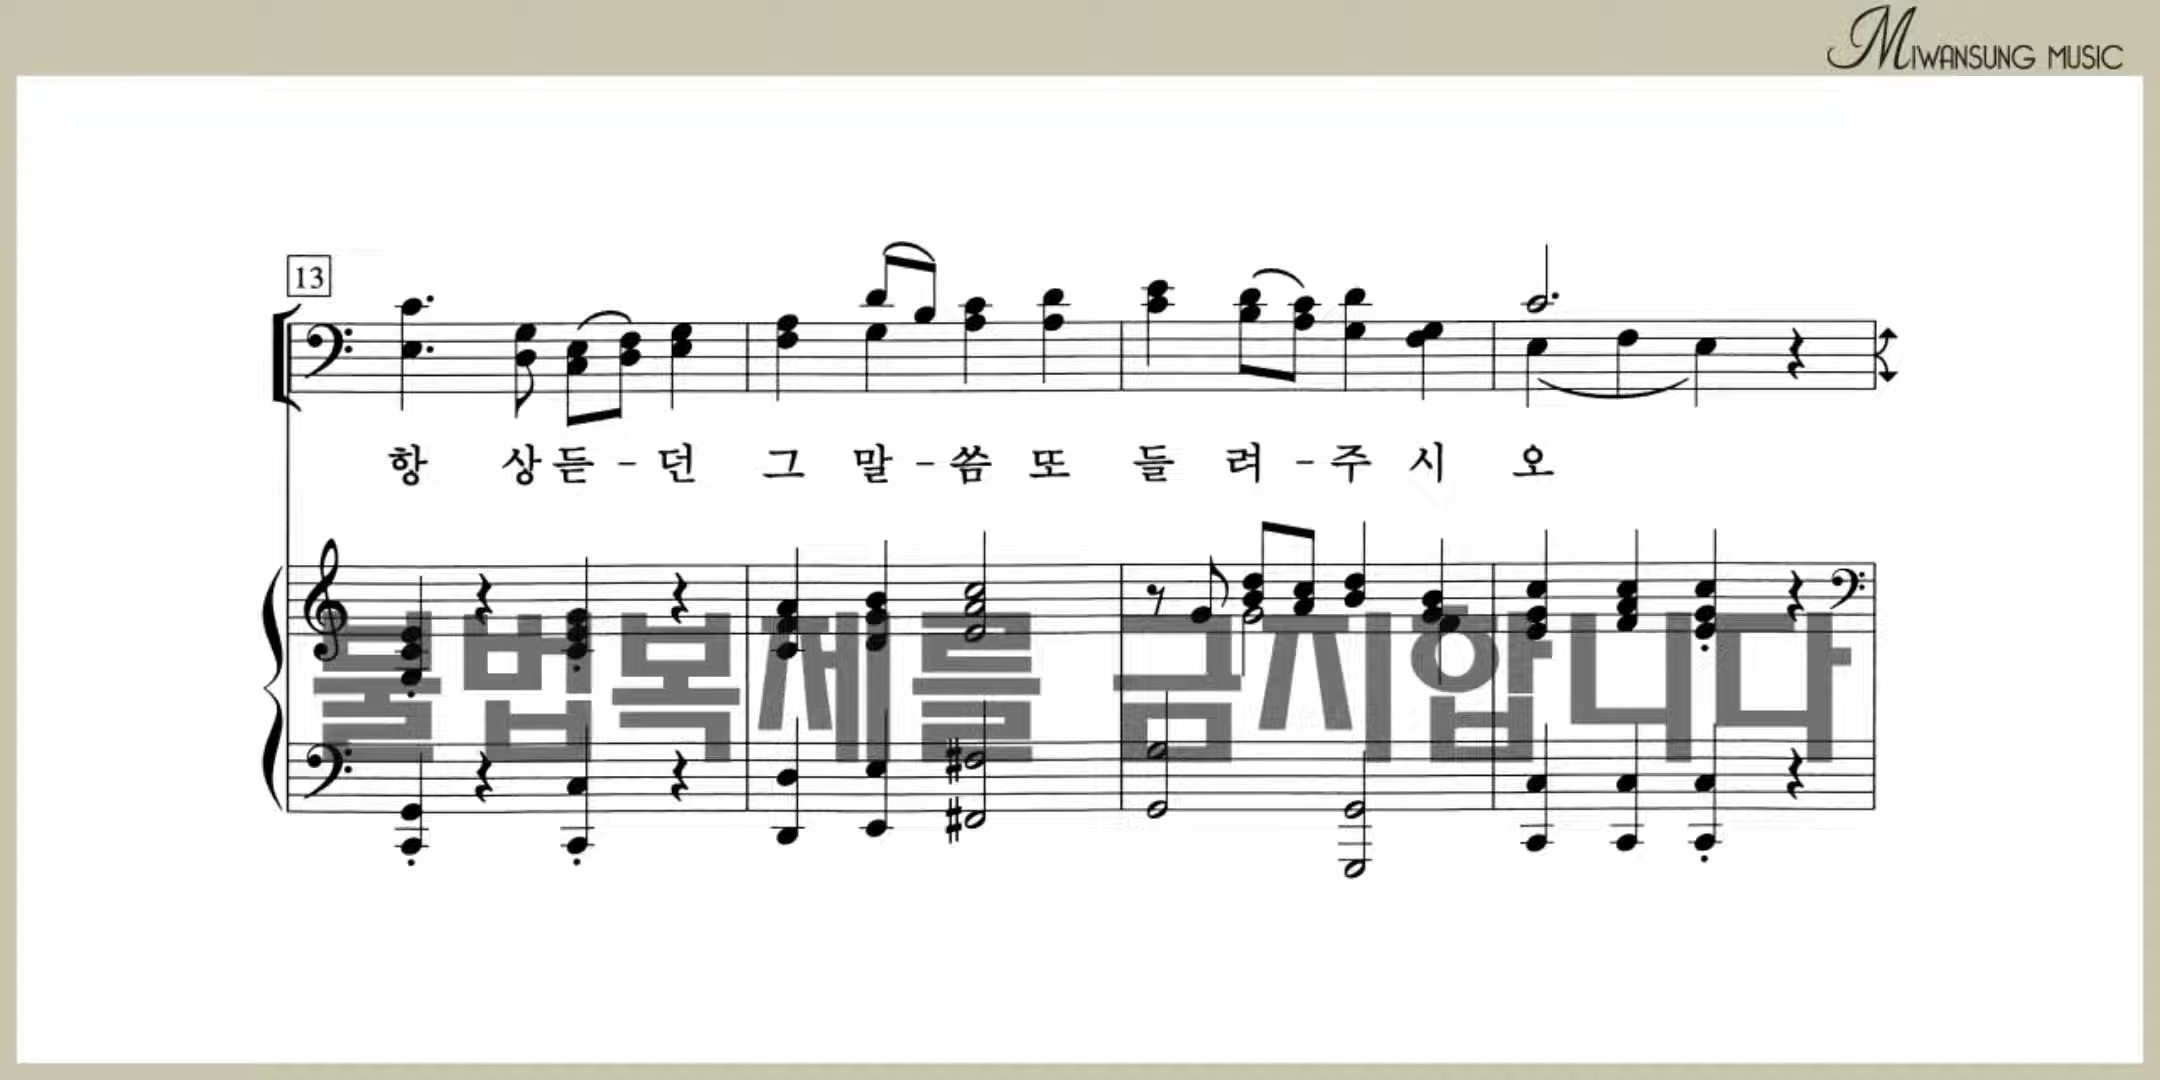 MIWANSUNG MUSIC
13
항 상 듣 - 던 그 말 - 씀 또 들 려 - 주 시 오
불법복제를 금지합니다